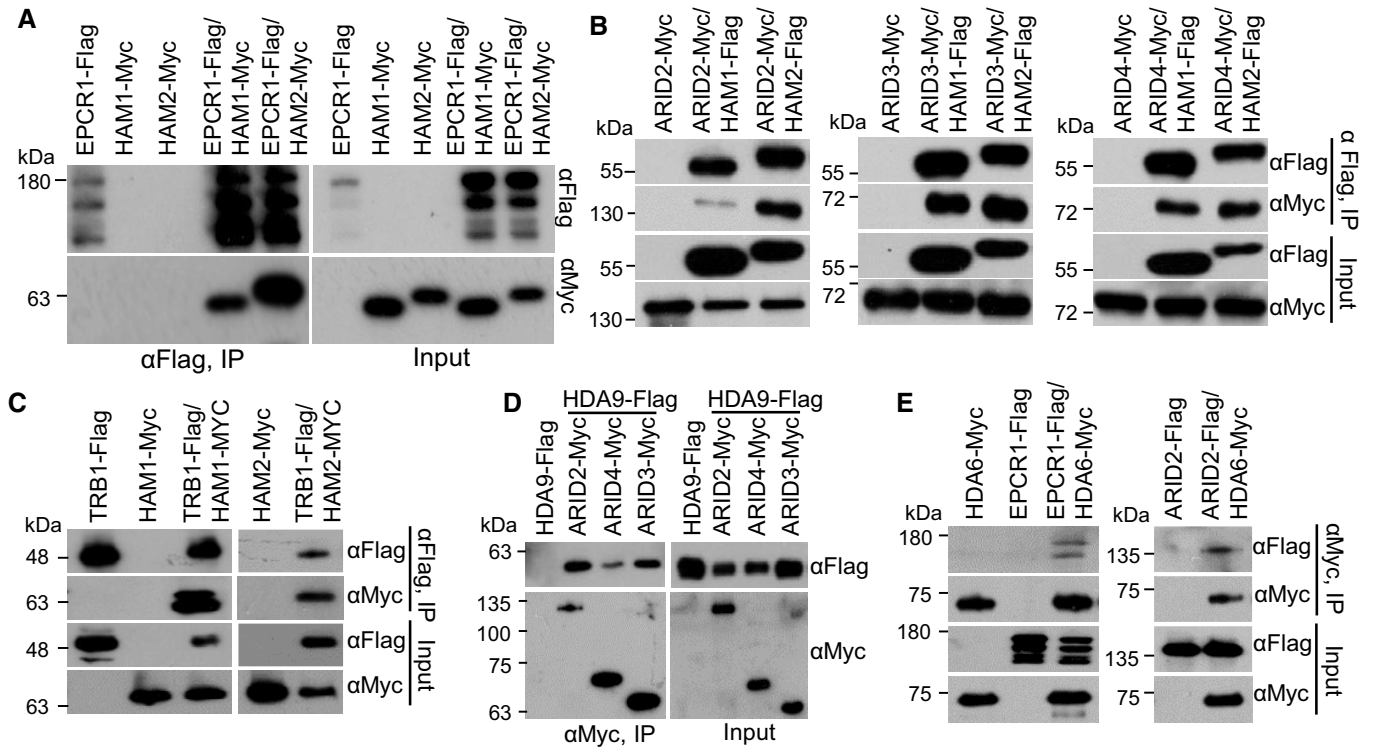 A
EPCR1-Flag
HAM1-Myc
HAM2-Myc
EPCR1-Flag/
HAM1-Myc
EPCR1-Flag/
HAM2-Myc
EPCR1-Flag
HAM1-Myc
HAM2-Myc
EPCR1-Flag/
HAM1-Myc
EPCR1-Flag/
HAM2-Myc
kDa
180
63
αFlag
αMyc
αFlag, IP
Input
B
ARID2-Myc
ARID2-Myc/
HAM1-Flag
ARID2-Myc/
HAM2-Flag
kDa
55
130
55
130
ARID3-Myc
ARID3-Myc/
HAM1-Flag
ARID3-Myc/
HAM2-Flag
kDa
55
72
55
72
ARID4-Myc
ARID4-Myc/
HAM1-Flag
ARID4-Myc/
HAM2-Flag
kDa
55
72
55
72
αFlag
αMyc
αFlag
αMyc
α Flag, IP
Input
C
TRB1-Flag
HAM1-Myc
TRB1-Flag/
HAM1-MYC
HAM2-Myc
TRB1-Flag/
HAM2-MYC
kDa
48
63
48
63
αFlag
αMyc
αFlag
αMyc
αFlag, IP
Input
D
HDA9-Flag
HDA9-Flag
HDA9-Flag
ARID2-Myc
ARID4-Myc
ARID3-Myc
HDA9-Flag
ARID2-Myc
ARID4-Myc
ARID3-Myc
kDa
63
135
100
75
63
αFlag
αMyc
αMyc, IP
Input
E
HDA6-Myc
EPCR1-Flag
EPCR1-Flag/
HDA6-Myc
kDa
180
75
180
75
ARID2-Flag
ARID2-Flag/
HDA6-Myc
kDa
135
75
135
75
αFlag
αMyc
αFlag
αMyc
αMyc, IP
Input